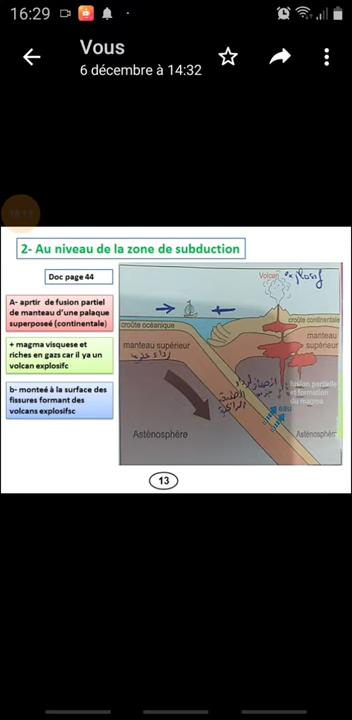 16:29
Vous
6 décembre à 14:32
2- Au niveau de la zone de subduction
Doc page 44
A- aprtir de fusion partiel
de manteau d'une palaque
superposeé (continentale)
+ magma visquese et
riches en gazs car il ya un
volcan explosifc
b- monteé à la surface des
fissures formant des
volcans explosifsc
Volcan explosif
croûte océanique
croûte continentale
manteau supérieur
manteau
supérieur
fusion partielle
et formation
du magma
eau
Asténosphère
Asténosphèr
13